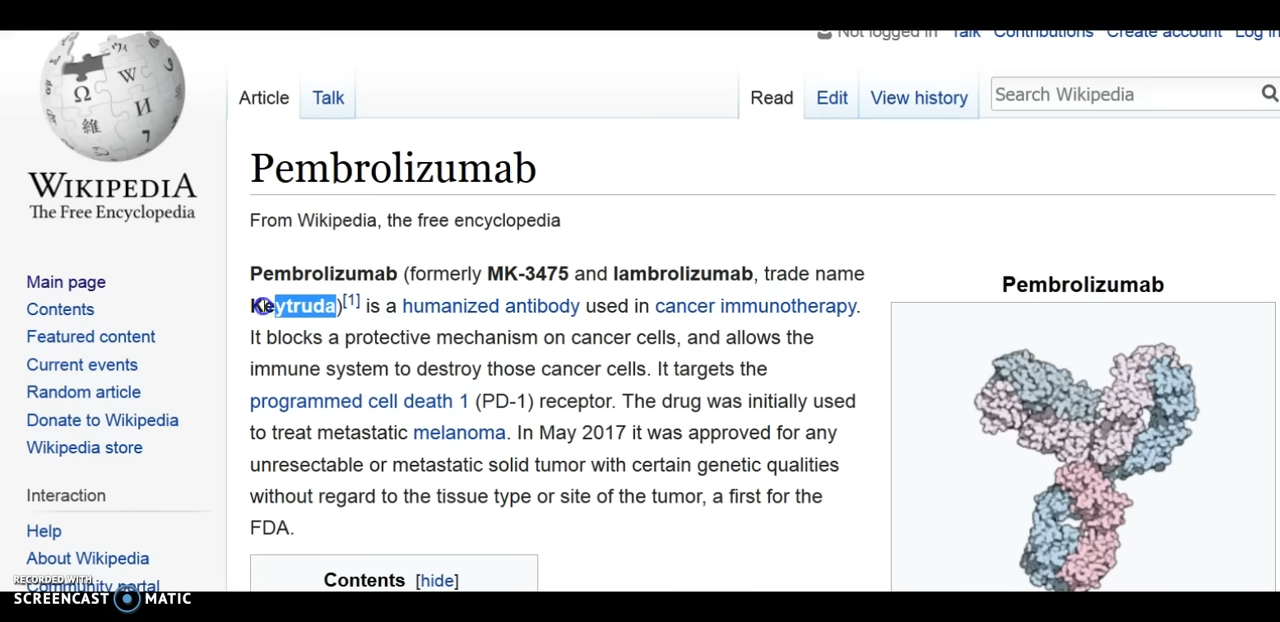 Not logged in Talk Contributions Create account Log in
Article Talk Read Edit View history Search Wikipedia
WIKIPEDIA
The Free Encyclopedia
Pembrolizumab
From Wikipedia, the free encyclopedia
Main page
Contents
Featured content
Current events
Random article
Donate to Wikipedia
Wikipedia store
Interaction
Help
About Wikipedia
Community portal
Pembrolizumab (formerly MK-3475 and lambrolizumab, trade name
Keytruda)[1] is a humanized antibody used in cancer immunotherapy.
It blocks a protective mechanism on cancer cells, and allows the
immune system to destroy those cancer cells. It targets the
programmed cell death 1 (PD-1) receptor. The drug was initially used
to treat metastatic melanoma. In May 2017 it was approved for any
unresectable or metastatic solid tumor with certain genetic qualities
without regard to the tissue type or site of the tumor, a first for the
FDA.
Contents [hide]
Pembrolizumab
RECORDED WITH
SCREENCAST MATIC